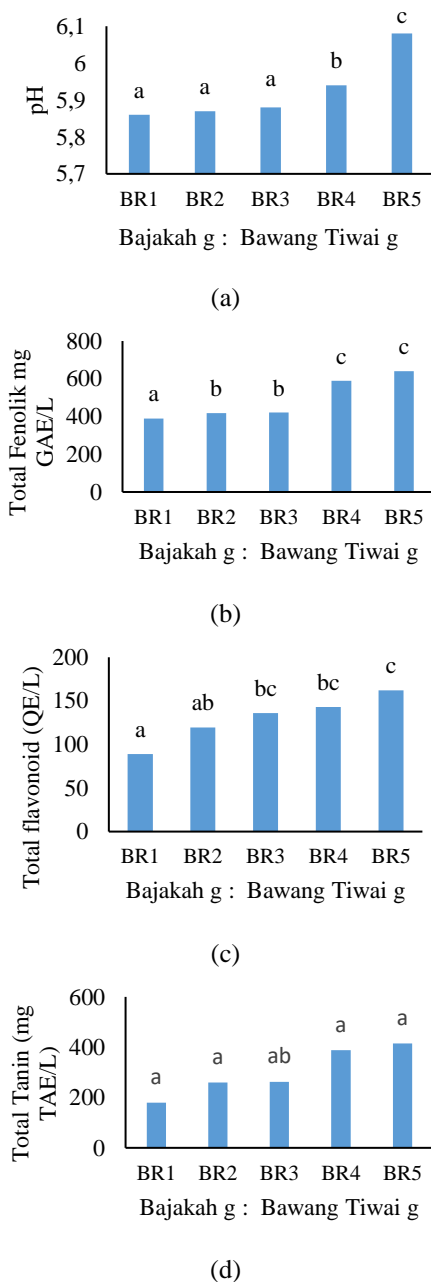 6,1
6
5,9
5,8
5,7
pH
a a a b c
BR1 BR2 BR3 BR4 BR5
Bajakah g : Bawang Tiwai g
(a)
800
600
400
200
0
Total Fenolik mg
GAE/L
a b b c c
BR1 BR2 BR3 BR4 BR5
Bajakah g : Bawang Tiwai g
(b)
200
150
100
50
0
Total flavonoid (QE/L)
a ab bc bc c
BR1 BR2 BR3 BR4 BR5
Bajakah g : Bawang Tiwai g
(c)
600
400
200
0
Total Tanin (mg
TAE/L)
a a ab a a
BR1 BR2 BR3 BR4 BR5
Bajakah g : Bawang Tiwai g
(d)